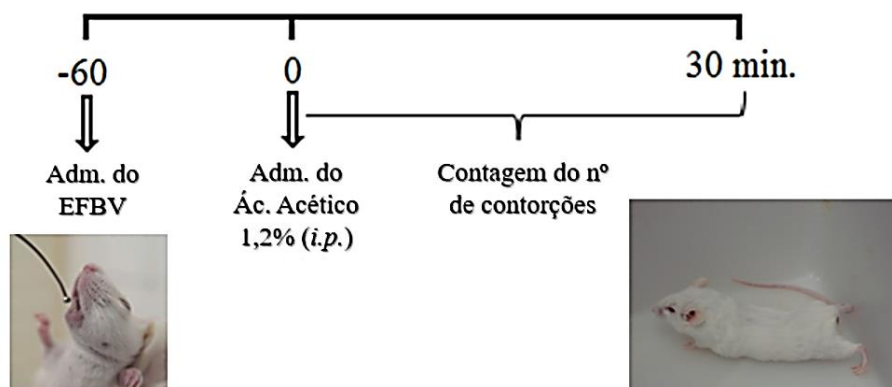 -60
0
30 min.
Adm. do
EFBV
Adm. do
Ác. Acético
1,2% (i.p.)
Contagem do nº
de contorções